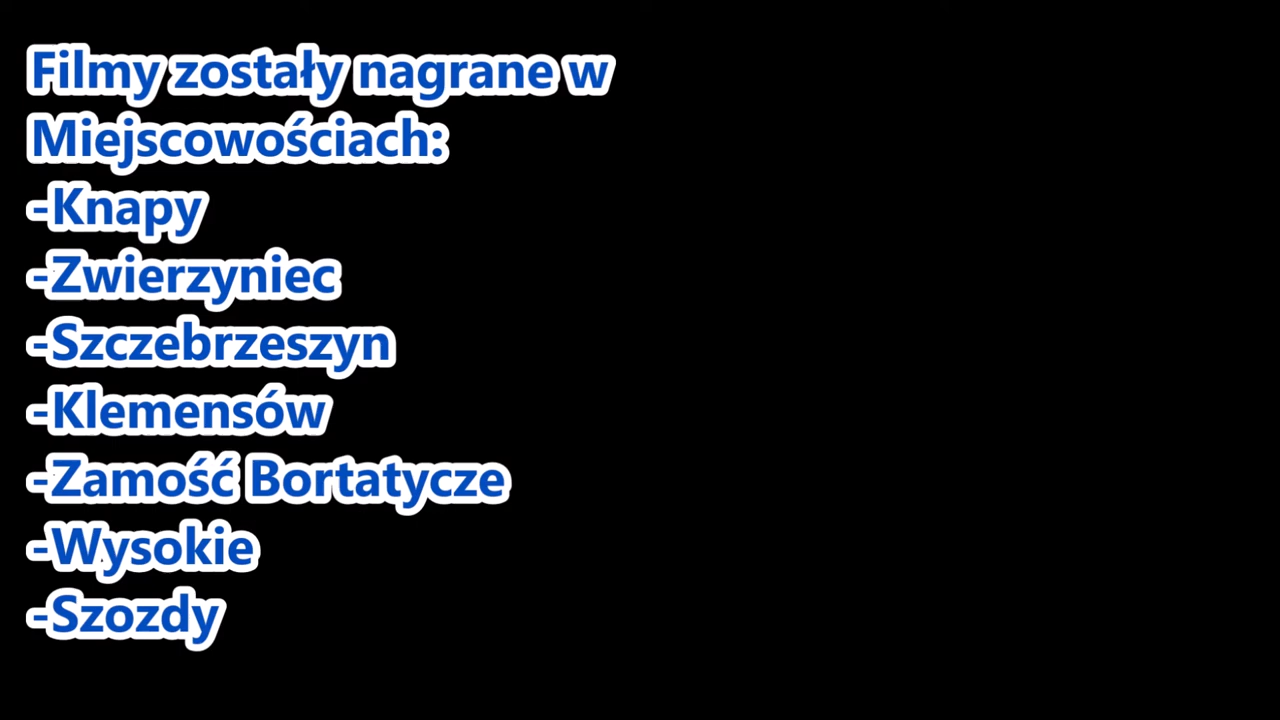 Filmy zostały nagrane w
Miejscowościach:
-Knapy
-Zwierzyniec
-Szczebrzeszyn
-Klemensów
-Zamość Bortatycze
-Wysokie
-Szozdy